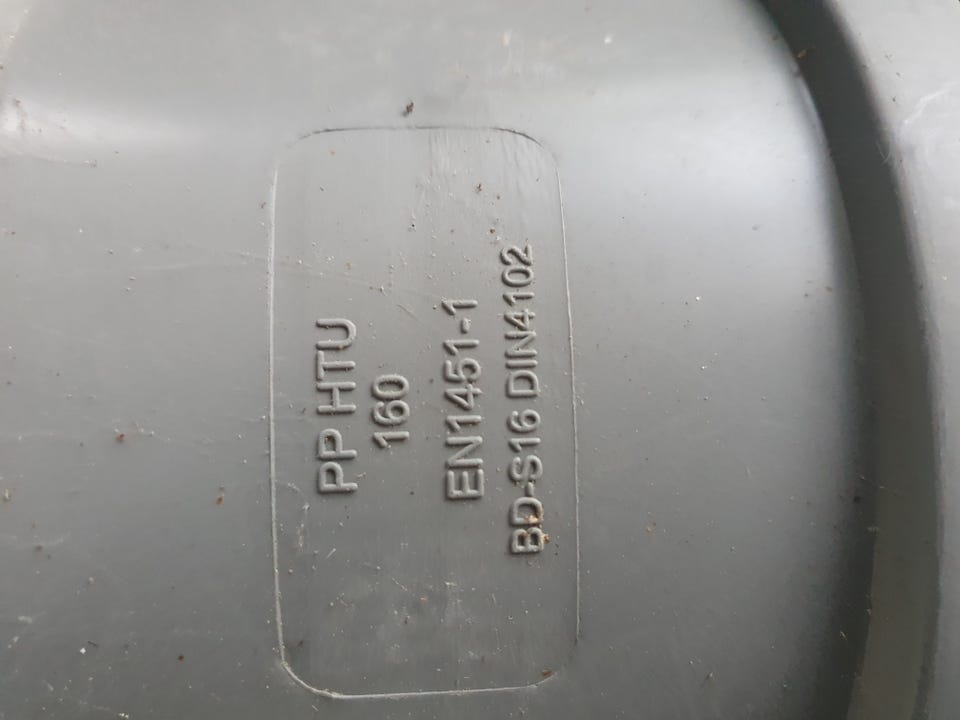 PP HTU
160
EN1451-1
BD-S16 DIN4102